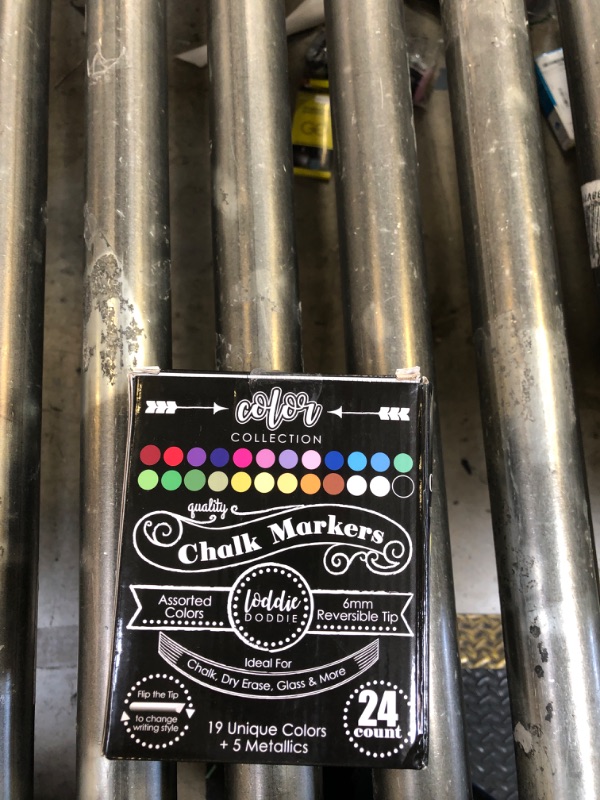 color
COLLECTION
quality
Chalk Markers
Assorted
Colors
loddie
DODDIE
6mm
Reversible Tip
Ideal For
Chalk, Dry Erase, Glass & More
Flip the Tip
to change
writing style
19 Unique Colors
+ 5 Metallics
24
count